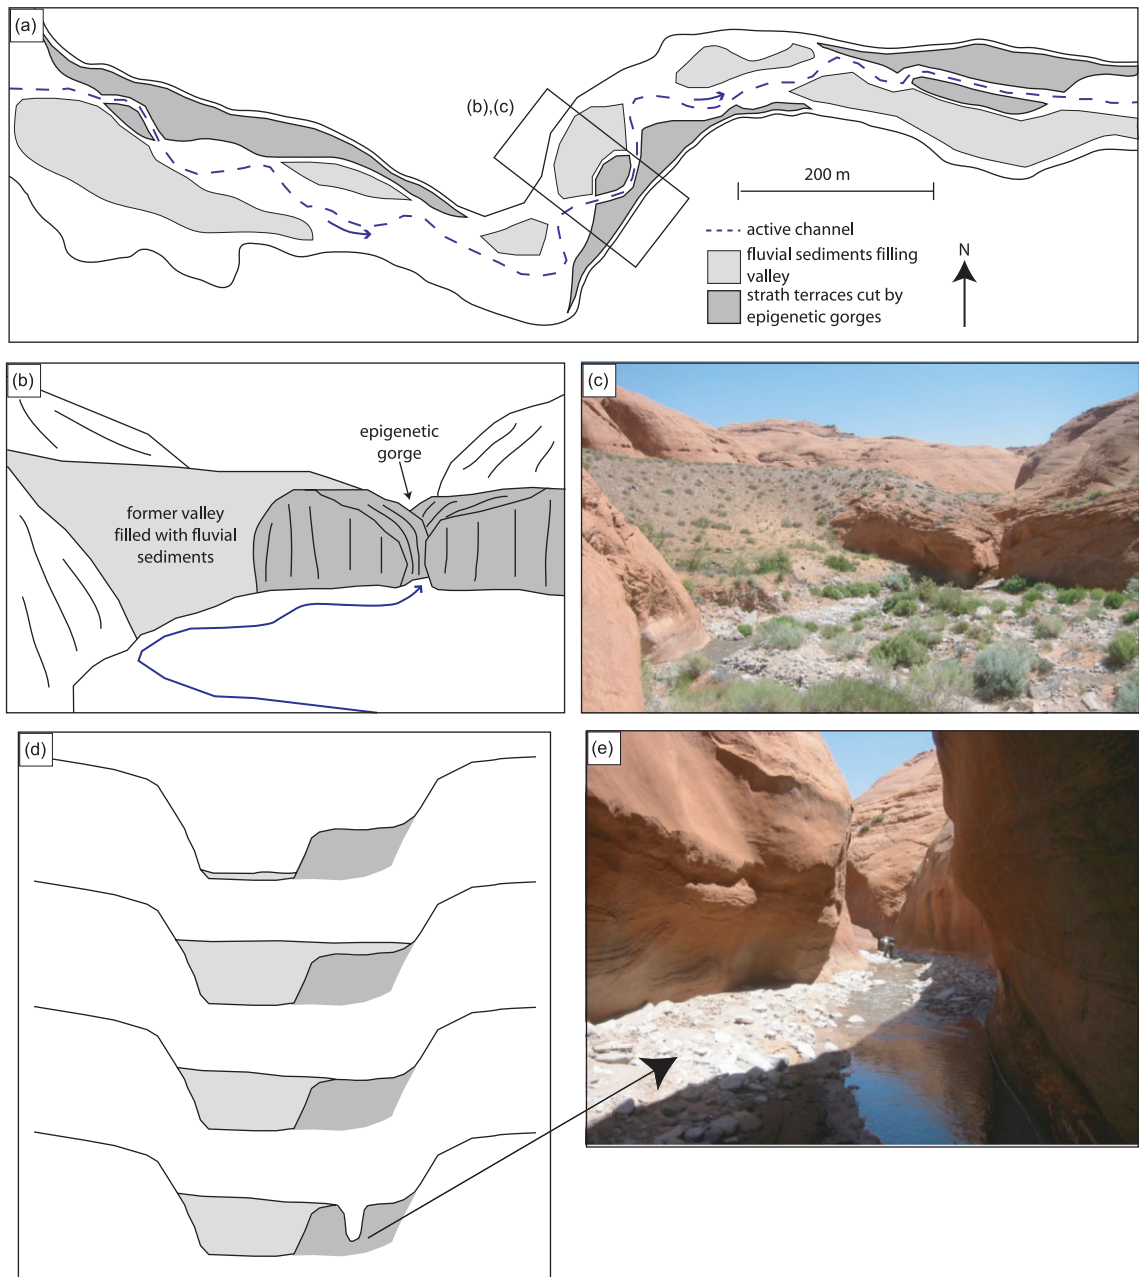 (a)
(b),(c)
200 m
active channel
fluvial sediments filling
valley
strath terraces cut by
epigenetic gorges
N
(b)
epigenetic
gorge
former valley
filled with fluvial
sediments
(c)
(d)
(e)